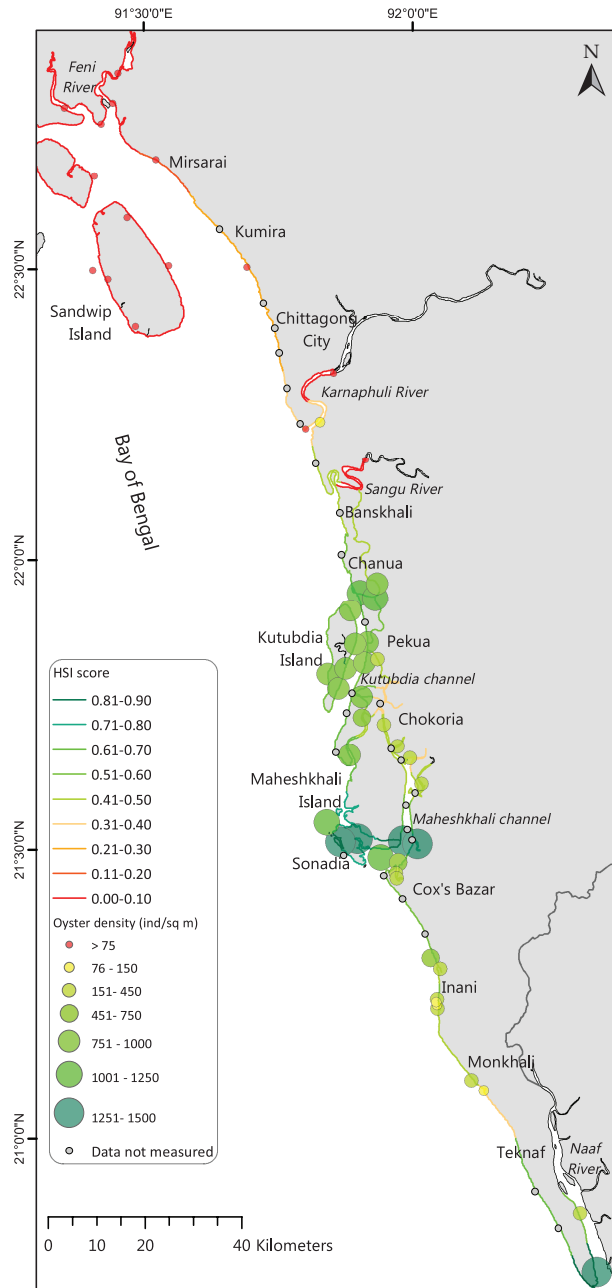 91°30'0"E
92°0'0"E
N
Feni
River
Mirsarai
Kumira
22°30'0"N
Sandwip
Island
Chittagong
City
Karnaphuli River
Bay of Bengal
Sangu River
Banskhali
22°0'0"N
Chanua
Kutubdia
Island
Pekua
Kutubdia channel
Chokoria
Maheshkhali
Island
Maheshkhali channel
21°30'0"N
Sonadia
Cox's Bazar
Inani
Monkhali
21°0'0"N
Teknaf
Naaf
River
HSI score
0.81-0.90
0.71-0.80
0.61-0.70
0.51-0.60
0.41-0.50
0.31-0.40
0.21-0.30
0.11-0.20
0.00-0.10
Oyster density (ind/sq m)
> 75
76 - 150
151- 450
451- 750
751 - 1000
1001 - 1250
1251 - 1500
Data not measured
0 10 20 40 Kilometers